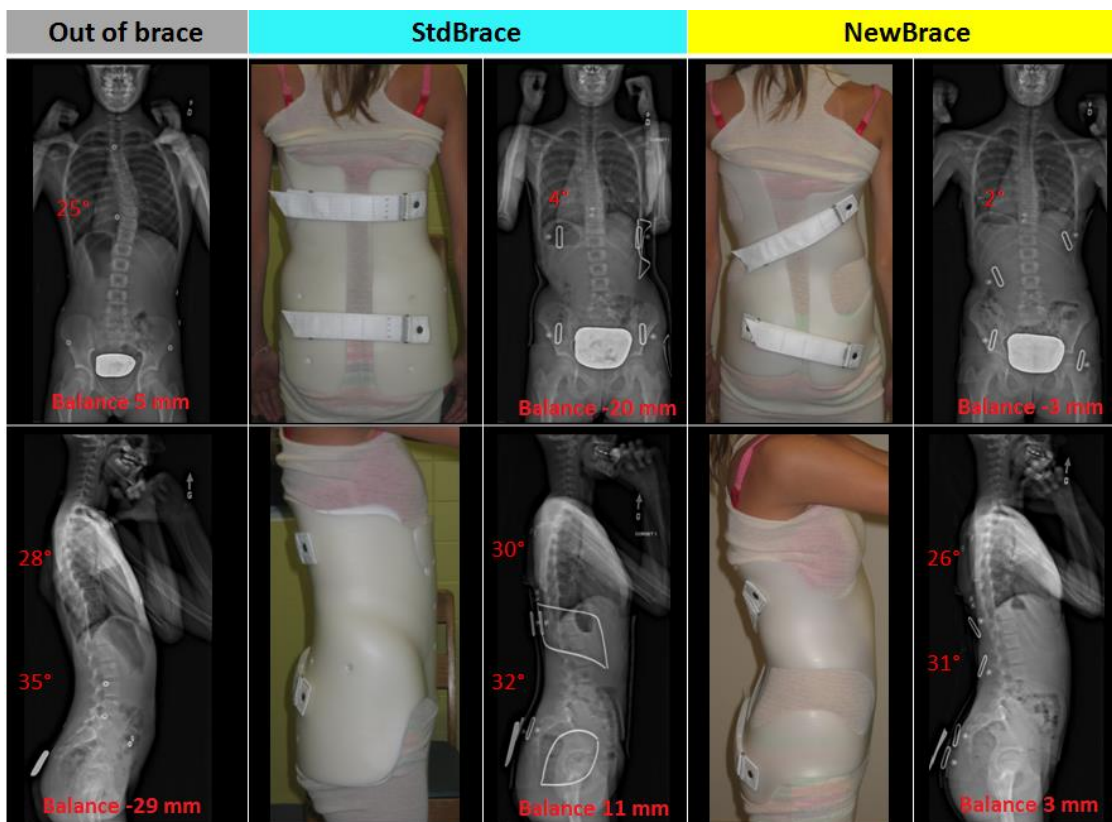 Out of brace
StdBrace
NewBrace
25°
Balance 5 mm
4°
Balance -20 mm
2°
Balance -3 mm
28°
35°
Balance -29 mm
30°
32°
Balance 11 mm
26°
31°
Balance 3 mm